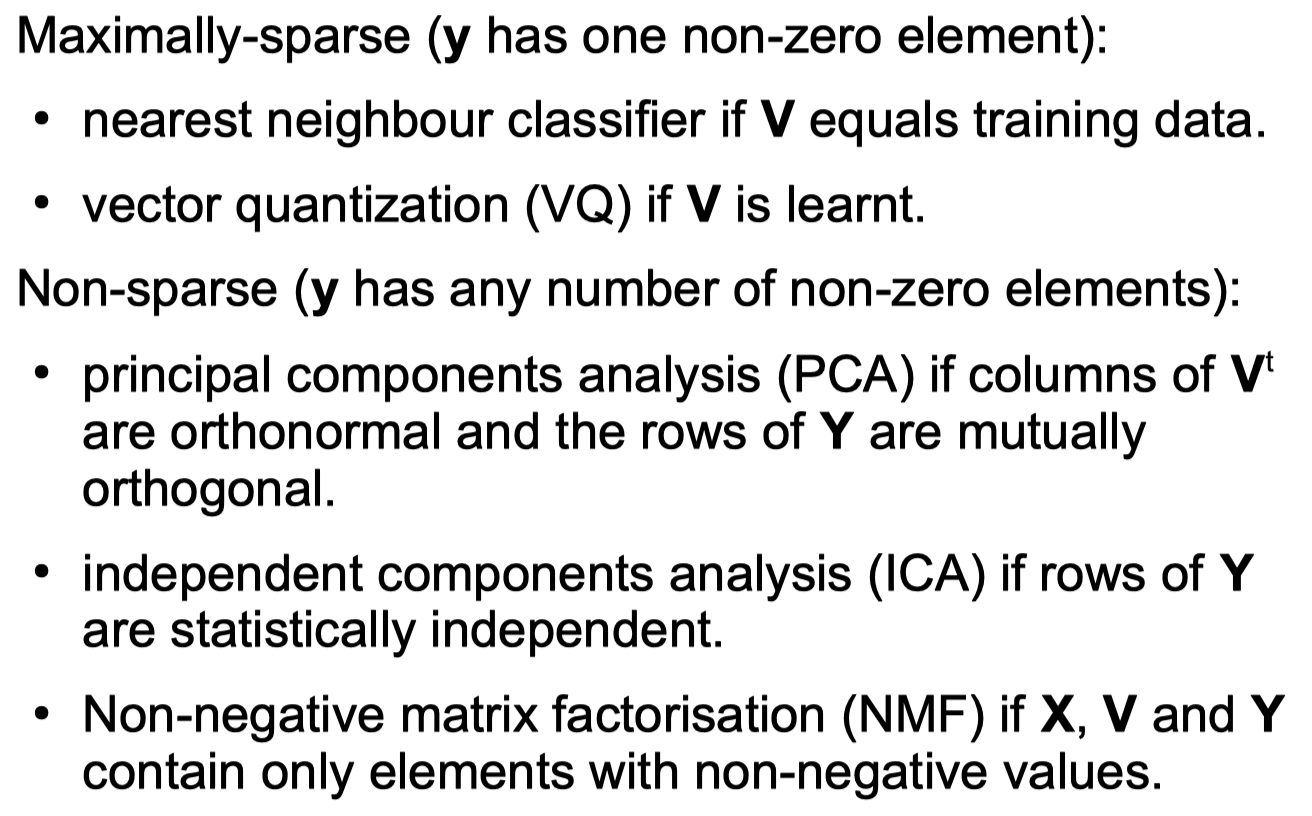 Maximally-sparse (y has one non-zero element):
• nearest neighbour classifier if V equals training data.
• vector quantization (VQ) if V is learnt.
Non-sparse (y has any number of non-zero elements):
• principal components analysis (PCA) if columns of Vᵗ
are orthonormal and the rows of Y are mutually
orthogonal.
• independent components analysis (ICA) if rows of Y
are statistically independent.
• Non-negative matrix factorisation (NMF) if X, V and Y
contain only elements with non-negative values.